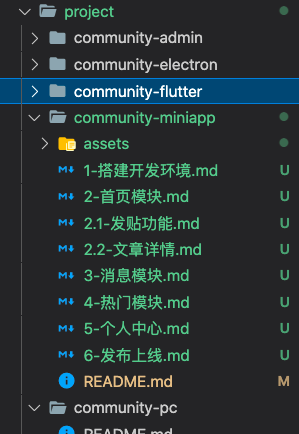 project
community-admin
community-electron
community-flutter
community-miniapp
assets
1-搭建开发环境.md U
2-首页模块.md U
2.1-发贴功能.md U
2.2-文章详情.md U
3-消息模块.md U
4-热门模块.md U
5-个人中心.md U
6-发布上线.md U
README.md M
community-pc
README.md